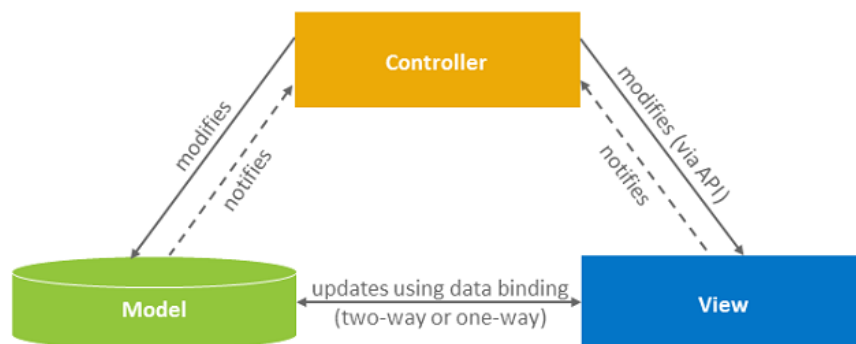 Controller
modifies
notifies
modifies (via API)
notifies
updates using data binding
(two-way or one-way)
Model
View